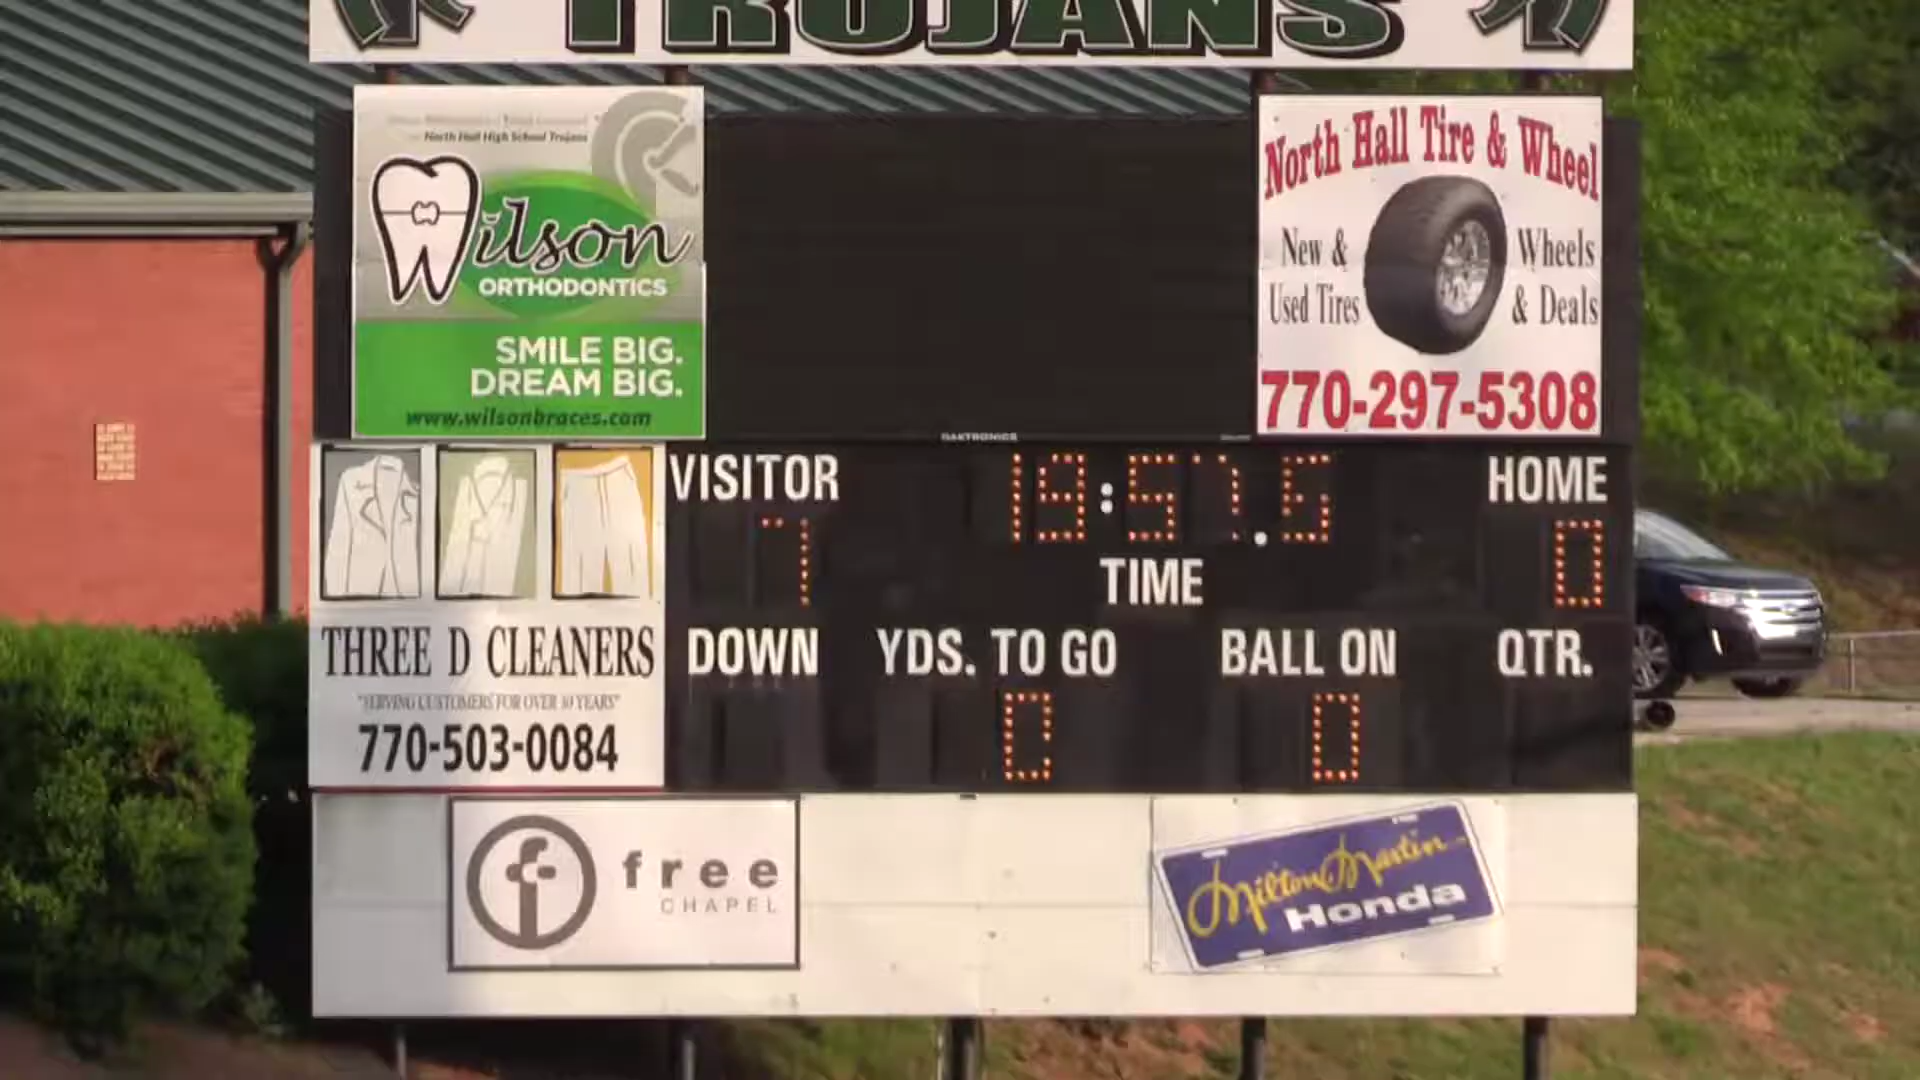 TROJANS
North Hall High School Trojans
Wilson
ORTHODONTICS
SMILE BIG.
DREAM BIG.
www.wilsonbraces.com
North Hall Tire & Wheel
New &
Used Tires
Wheels
& Deals
770-297-5308
DAKTRONICS
VISITOR
7
19:57.6
TIME
HOME
0
DOWN
YDS. TO GO
0
BALL ON
0
QTR.
THREE D CLEANERS
770-503-0084
free
CHAPEL
Milton Martin
Honda